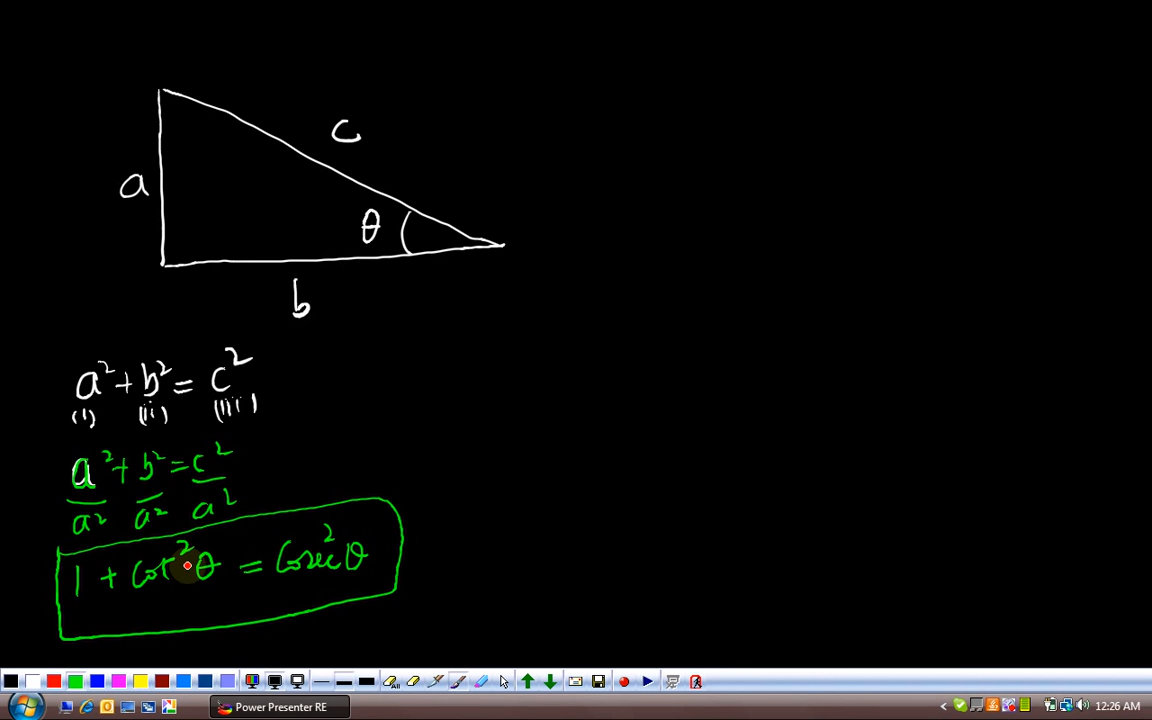 c
a
θ
b
a² + b² = c²
(i) (ii) (iii)
a² + b² = c²
a² a² a²
1 + Cot²θ = Cosec²θ
All
Power Presenter RE
12:26 AM